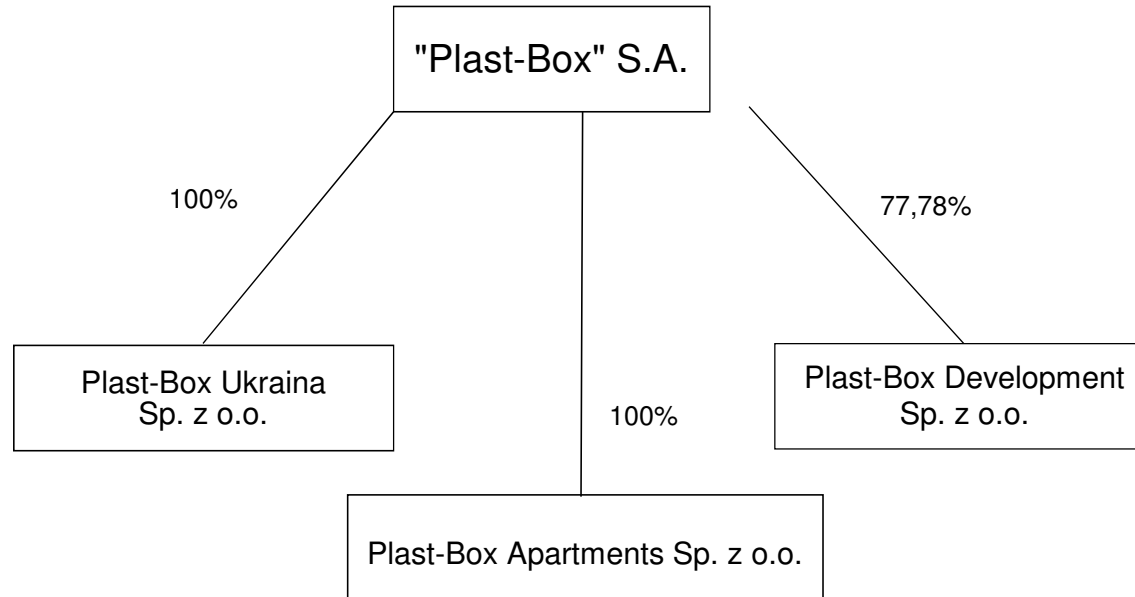 "Plast-Box" S.A.
100%
77,78%
Plast-Box Ukraina
Sp. z o.o.
100%
Plast-Box Development
Sp. z o.o.
Plast-Box Apartments Sp. z o.o.